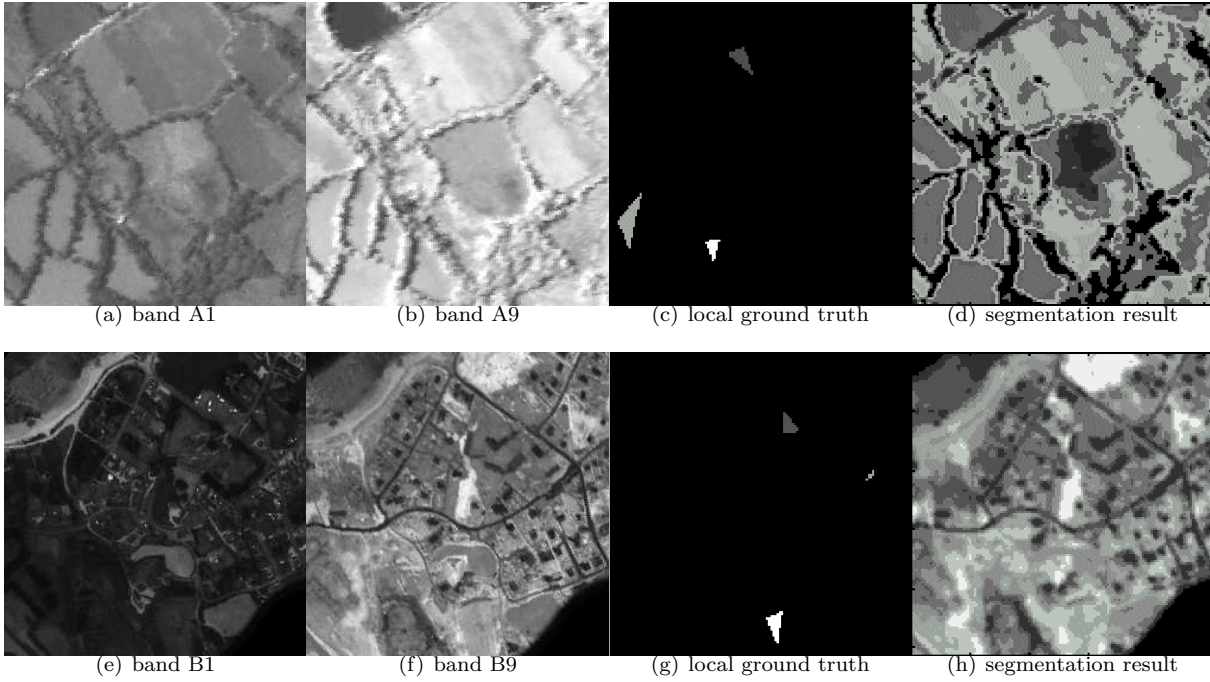 (a) band A1
(b) band A9
(c) local ground truth
(d) segmentation result
(e) band B1
(f) band B9
(g) local ground truth
(h) segmentation result